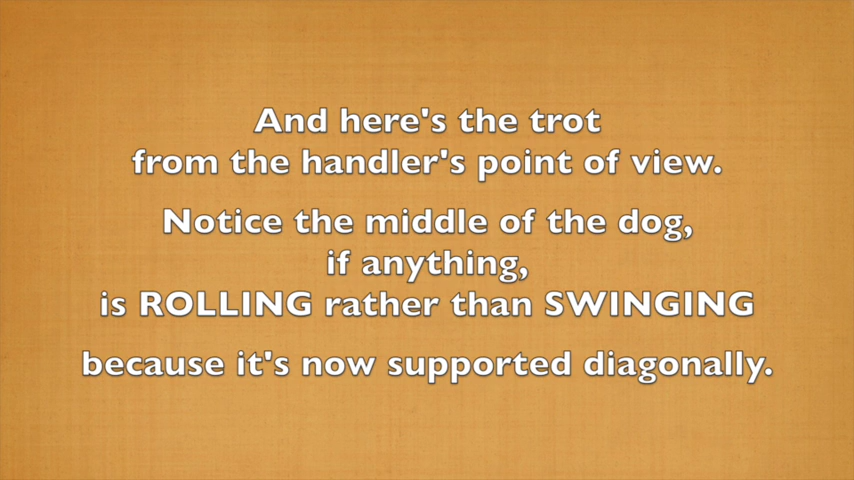 And here's the trot
from the handler's point of view.
Notice the middle of the dog,
if anything,
is ROLLING rather than SWINGING
because it's now supported diagonally.